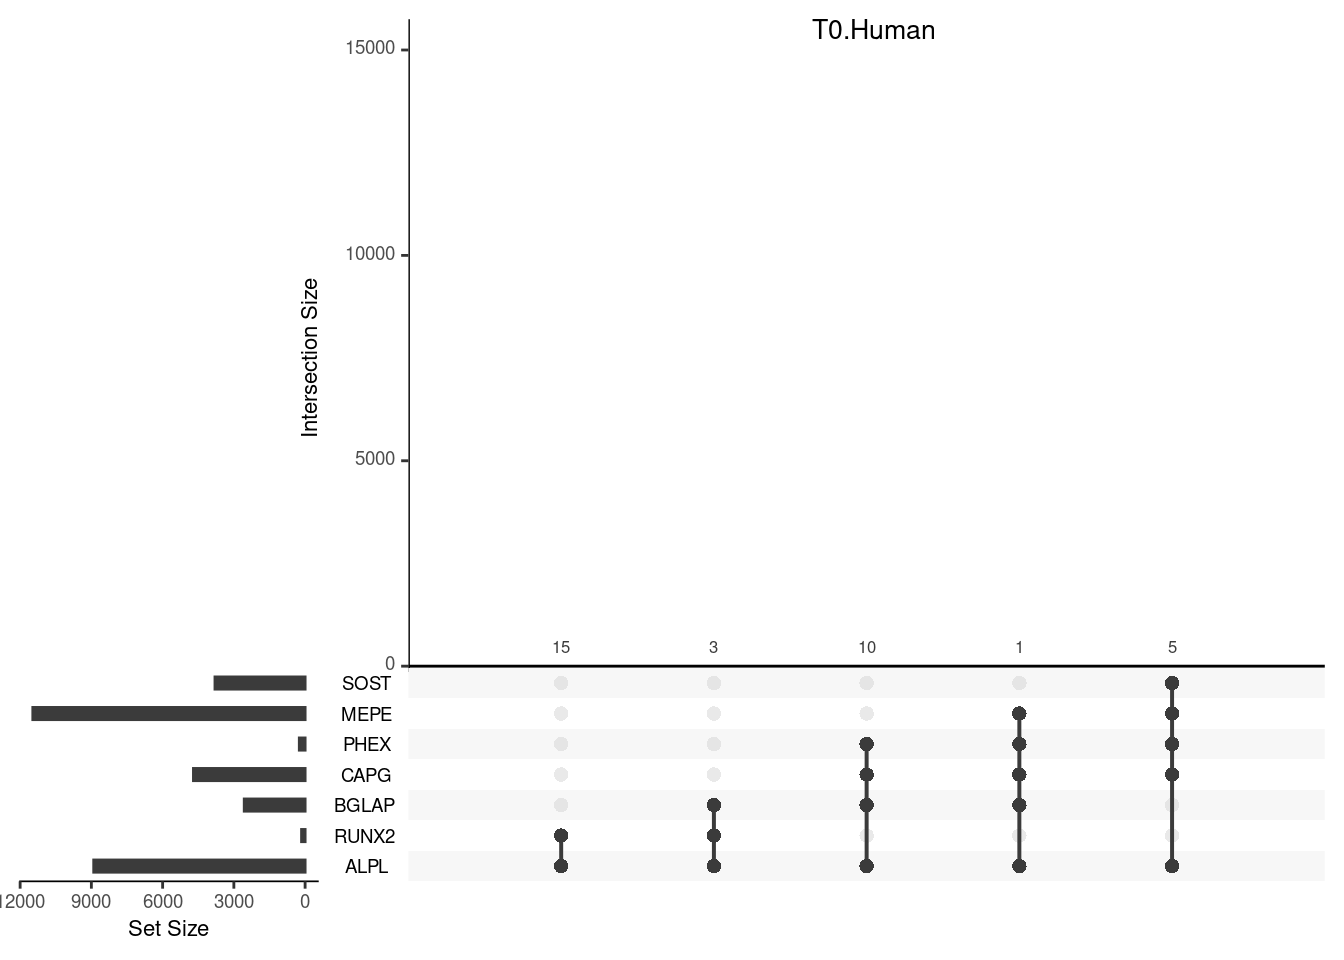 T0.Human
15000
10000
5000
0
Intersection Size
15 3 10 1 5
SOST
MEPE
PHEX
CAPG
BGLAP
RUNX2
ALPL
12000 9000 6000 3000 0
Set Size